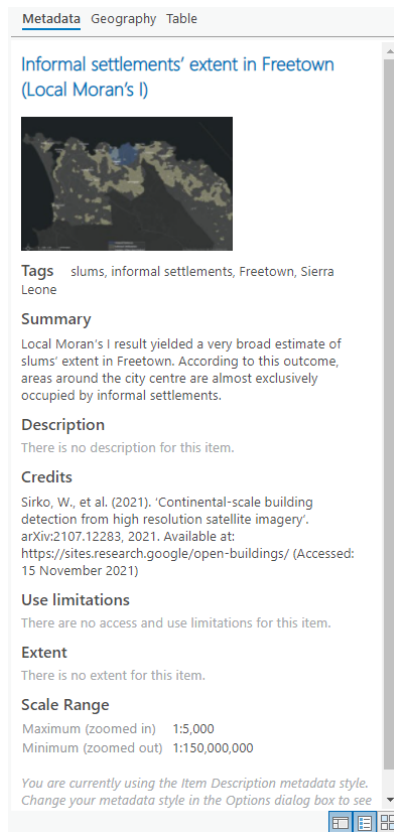 Metadata Geography Table
Informal settlements' extent in Freetown
(Local Moran's I)
Tags slums, informal settlements, Freetown, Sierra
Leone
Summary
Local Moran's I result yielded a very broad estimate of
slums' extent in Freetown. According to this outcome,
areas around the city centre are almost exclusively
occupied by informal settlements.
Description
There is no description for this item.
Credits
Sirko, W., et al. (2021). 'Continental-scale building
detection from high resolution satellite imagery'.
arXiv:2107.12283, 2021. Available at:
https://sites.research.google/open-buildings/ (Accessed:
15 November 2021)
Use limitations
There are no access and use limitations for this item.
Extent
There is no extent for this item.
Scale Range
Maximum (zoomed in) 1:5,000
Minimum (zoomed out) 1:150,000,000
You are currently using the Item Description metadata style.
Change your metadata style in the Options dialog box to see